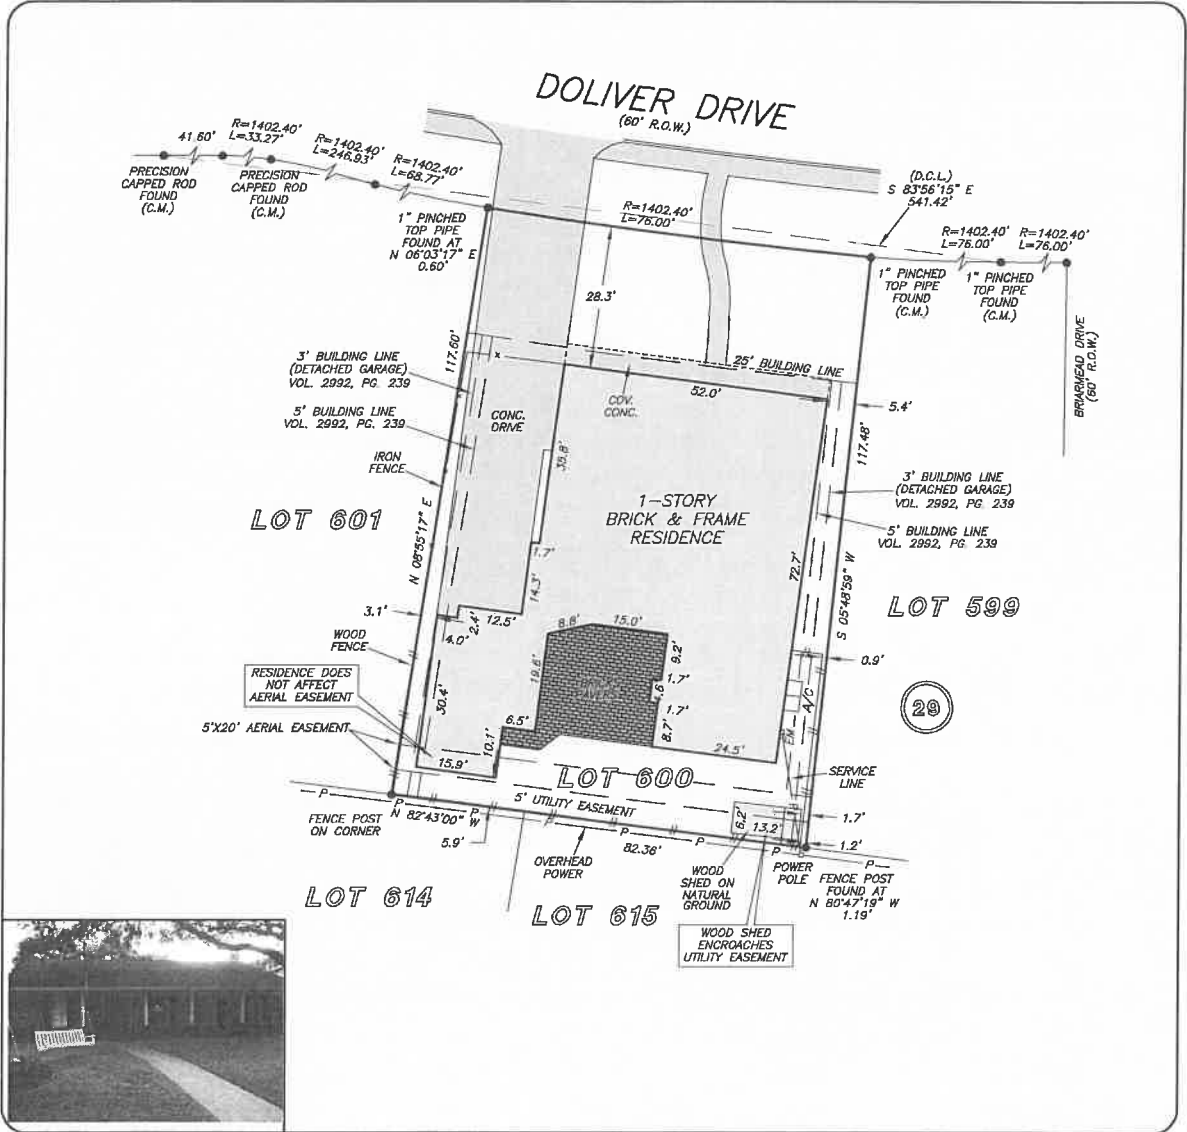 DOLIVER DRIVE
(60' R.O.W.)
41.60'
R=1402.40'
L=33.27'
R=1402.40'
L=246.93'
R=1402.40'
L=68.77'
PRECISION
CAPPED ROD
FOUND
(C.M.)
PRECISION
CAPPED ROD
FOUND
(C.M.)
1" PINCHED
TOP PIPE
FOUND AT
N 06°03'17" E
0.60'
R=1402.40'
L=76.00'
(D.C.L.)
S 83°56'15" E
541.42'
R=1402.40'
L=76.00'
R=1402.40'
L=76.00'
1" PINCHED
TOP PIPE
FOUND
(C.M.)
1" PINCHED
TOP PIPE
FOUND
(C.M.)
BRIARMEAD DRIVE
(60' R.O.W.)
28.3'
117.60'
3' BUILDING LINE
(DETACHED GARAGE)
VOL. 2992, PG. 239
5' BUILDING LINE
VOL. 2992, PG. 239
IRON
FENCE
x
CONC.
DRIVE
COV.
CONC.
25' BUILDING LINE
52.0'
5.4'
117.48'
3' BUILDING LINE
(DETACHED GARAGE)
VOL. 2992, PG. 239
5' BUILDING LINE
VOL. 2992, PG. 239
35.8'
1-STORY
BRICK & FRAME
RESIDENCE
LOT 601
N 08°55'17" E
1.7'
14.3'
72.7'
S 05°48'59" W
LOT 599
3.1'
4.0'
2.4'
12.5'
8.8'
15.0'
WOOD
FENCE
19.6'
9.2'
1.7'
4.6'
1.7'
8.7'
0.9'
A/C
29
RESIDENCE DOES
NOT AFFECT
AERIAL EASEMENT
30.4'
5'X20' AERIAL EASEMENT
6.5'
10.1'
24.5'
EM
15.9'
LOT 600
SERVICE
LINE
5' UTILITY EASEMENT
6.2'
13.2'
1.7'
1.2'
P P P P P P P P
FENCE POST
ON CORNER
N 82°43'00" W
5.9'
82.36'
OVERHEAD
POWER
WOOD
SHED ON
NATURAL
GROUND
POWER
POLE
FENCE POST
FOUND AT
N 80°47'19" W
1.19'
LOT 614
LOT 615
WOOD SHED
ENCROACHES
UTILITY EASEMENT